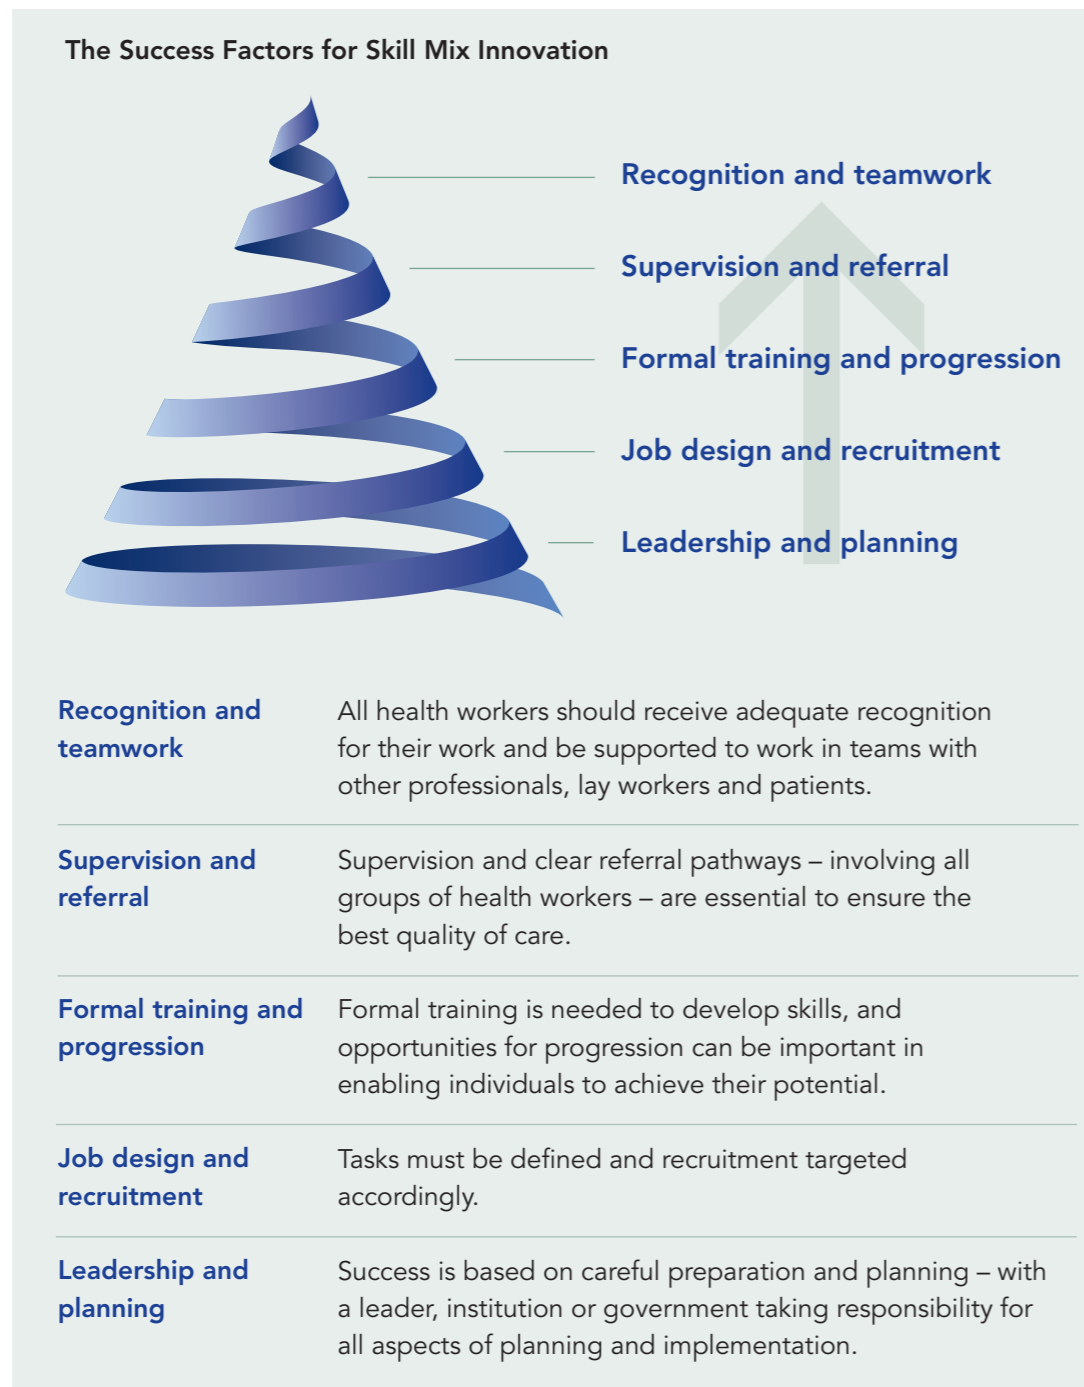 The Success Factors for Skill Mix Innovation
Recognition and teamwork
Supervision and referral
Formal training and progression
Job design and recruitment
Leadership and planning
Recognition and
teamwork
All health workers should receive adequate recognition
for their work and be supported to work in teams with
other professionals, lay workers and patients.
Supervision and
referral
Supervision and clear referral pathways – involving all
groups of health workers – are essential to ensure the
best quality of care.
Formal training and
progression
Formal training is needed to develop skills, and
opportunities for progression can be important in
enabling individuals to achieve their potential.
Job design and
recruitment
Tasks must be defined and recruitment targeted
accordingly.
Leadership and
planning
Success is based on careful preparation and planning – with
a leader, institution or government taking responsibility for
all aspects of planning and implementation.